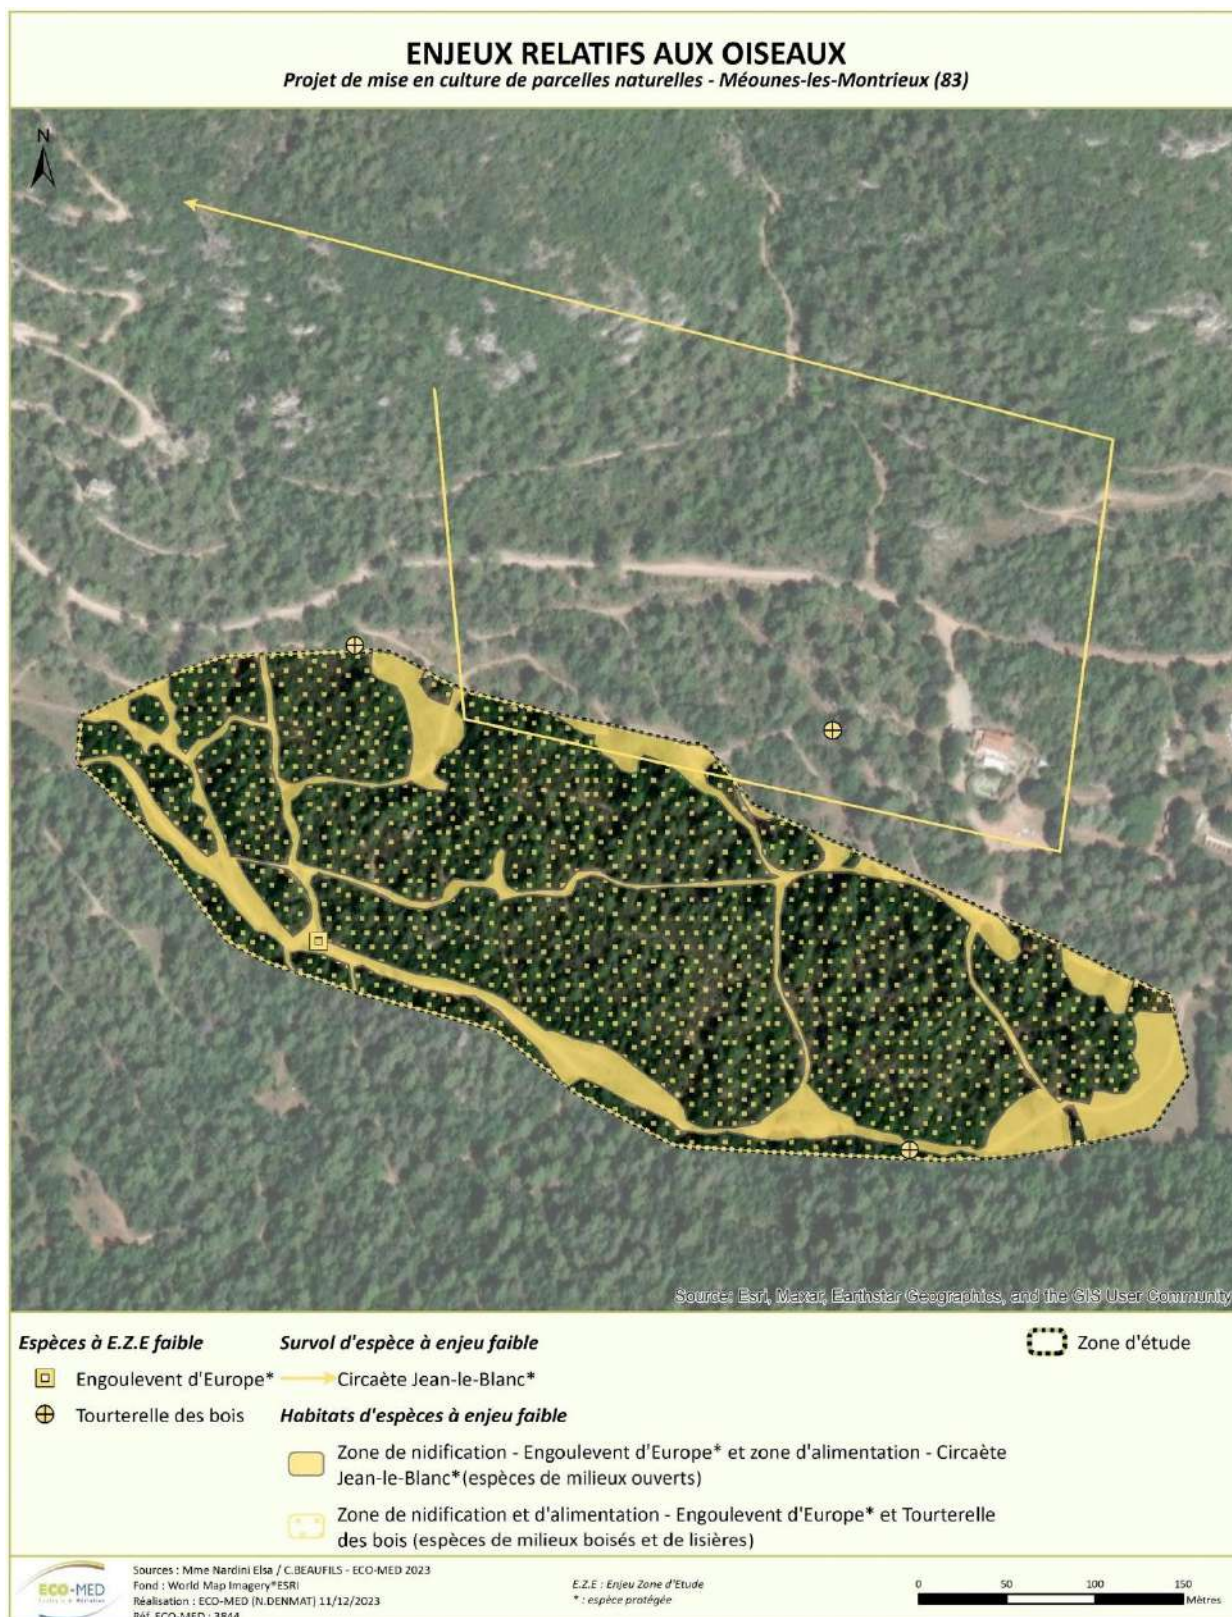 ENJEUX RELATIFS AUX OISEAUX
Projet de mise en culture de parcelles naturelles - Méounes-les-Montrieux (83)
N
Source: Esri, Maxar, Earthstar Geographics, and the GIS User Community
Espèces à E.Z.E faible
Engoulevent d'Europe*
Tourterelle des bois
Survol d'espèce à enjeu faible
Circaète Jean-le-Blanc*
Habitats d'espèces à enjeu faible
Zone de nidification - Engoulevent d'Europe* et zone d'alimentation - Circaète
Jean-le-Blanc* (espèces de milieux ouverts)
Zone de nidification et d'alimentation - Engoulevent d'Europe* et Tourterelle
des bois (espèces de milieux boisés et de lisières)
Zone d'étude
ECO-MED
Sources : Mme Nardini Elsa / C.BEAUFILS - ECO-MED 2023
Fond : World Map Imagery®ESRI
Réalisation : ECO-MED (N.DENMAT) 11/12/2023
Réf. ECO-MED : 3844
E.Z.E : Enjeu Zone d'Etude
* : espèce protégée
0 50 100 150
Mètres